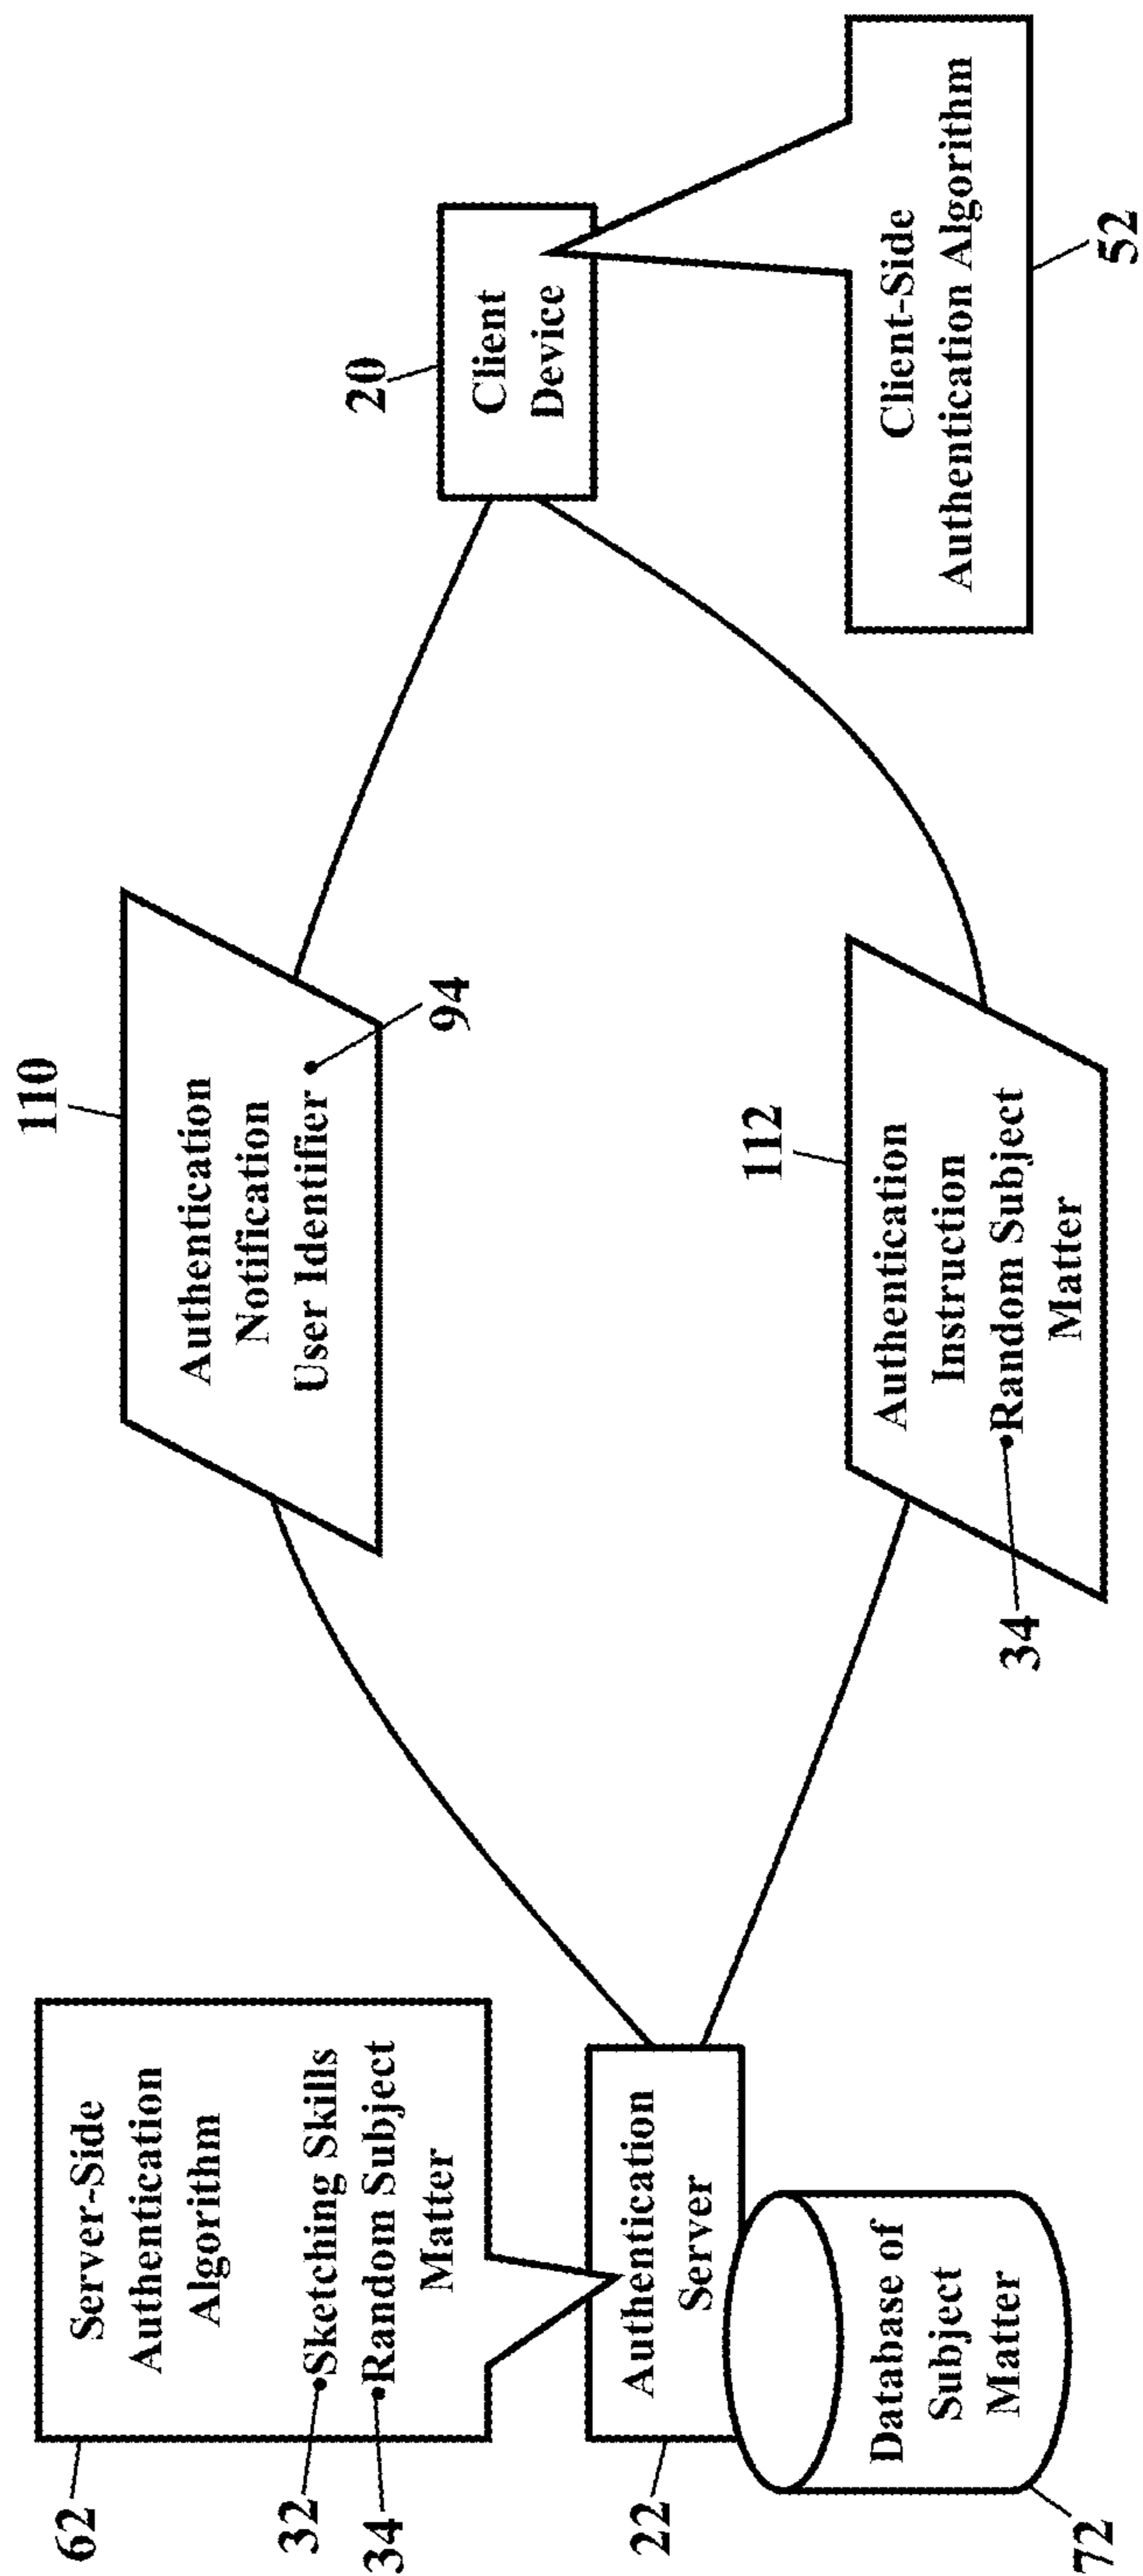 62
Server-Side
Authentication
Algorithm
32
Sketching Skills
34
Random Subject
Matter
22
Authentication
Server
72
Database of
Subject
Matter
110
Authentication
Notification
User Identifier
94
112
Authentication
Instruction
34
Random Subject
Matter
20
Client
Device
Client-Side
Authentication Algorithm
52